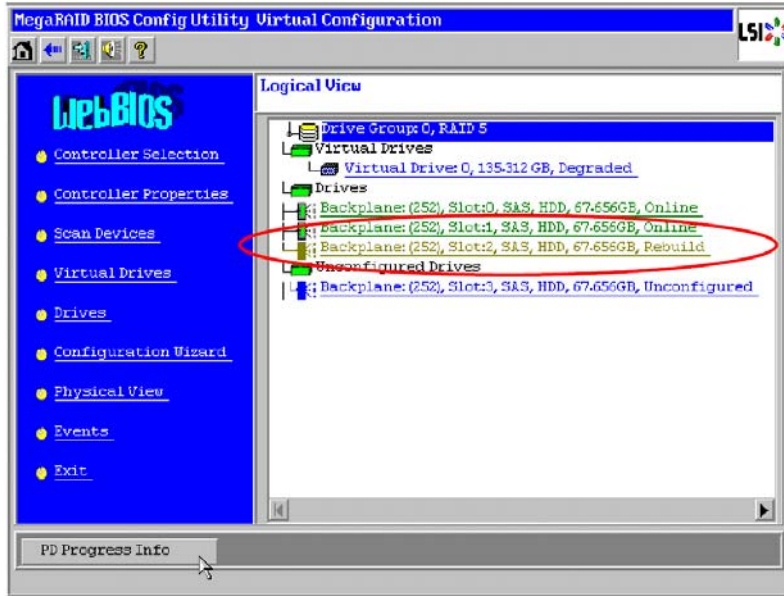 MegaRAID BIOS Config Utility Virtual Configuration
LSI
?
WebBIOS
Controller Selection
Controller Properties
Scan Devices
Virtual Drives
Drives
Configuration Wizard
Physical View
Events
Exit
Logical View
Drive Group: 0, RAID 5
Virtual Drives
Virtual Drive: 0, 135.312 GB, Degraded
Drives
Backplane: (252), Slot:0, SAS, HDD, 67.656GB, Online
Backplane: (252), Slot:1, SAS, HDD, 67.656GB, Online
Backplane: (252), Slot:2, SAS, HDD, 67.656GB, Rebuild
Unconfigured Drives
Backplane: (252), Slot:3, SAS, HDD, 67.656GB, Unconfigured
PD Progress Info